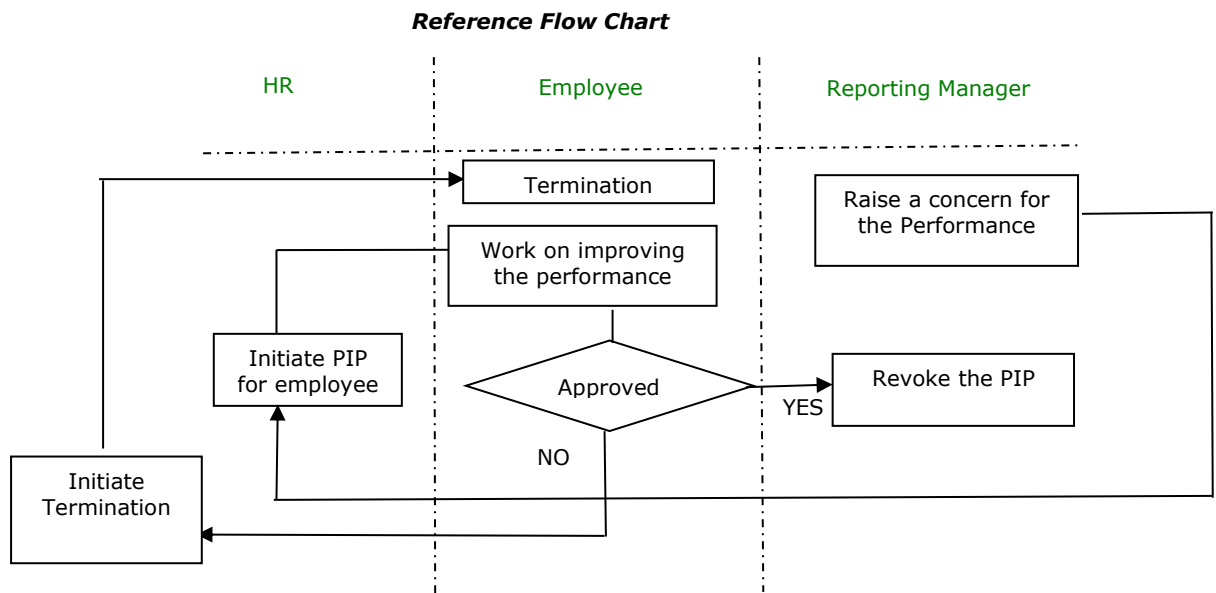 Reference Flow Chart
HR
Employee
Reporting Manager
Termination
Raise a concern for
the Performance
Work on improving
the performance
Initiate PIP
for employee
Approved
Revoke the PIP
YES
NO
Initiate
Termination